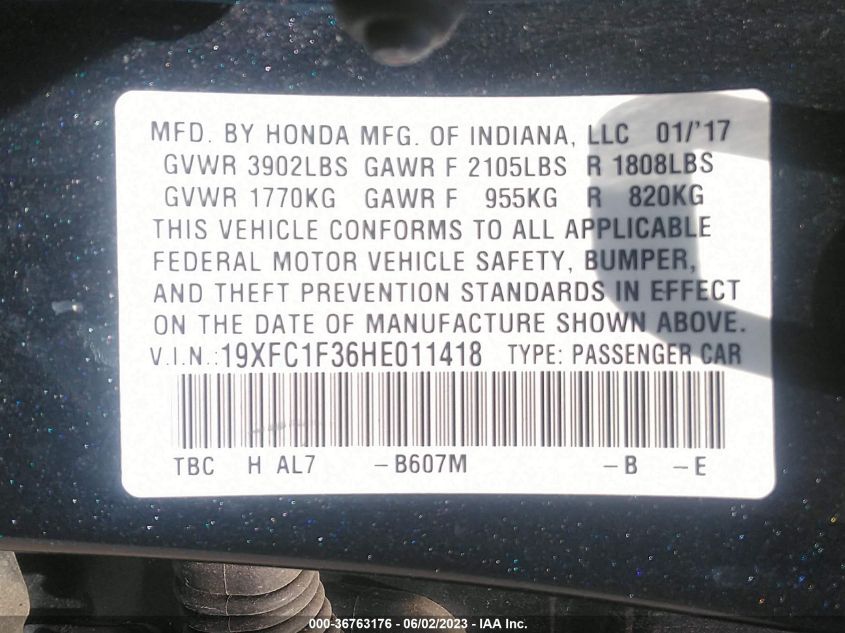 MFD. BY HONDA MFG. OF INDIANA, LLC 01/'17
GVWR 3902LBS GAWR F 2105LBS R 1808LBS
GVWR 1770KG GAWR F 955KG R 820KG
THIS VEHICLE CONFORMS TO ALL APPLICABLE
FEDERAL MOTOR VEHICLE SAFETY, BUMPER,
AND THEFT PREVENTION STANDARDS IN EFFECT
ON THE DATE OF MANUFACTURE SHOWN ABOVE.
V.I.N.: 19XFC1F36HE011418 TYPE: PASSENGER CAR
TBC H AL7 -B607M -B -E
000-36763176 - 06/02/2023 - IAA Inc.